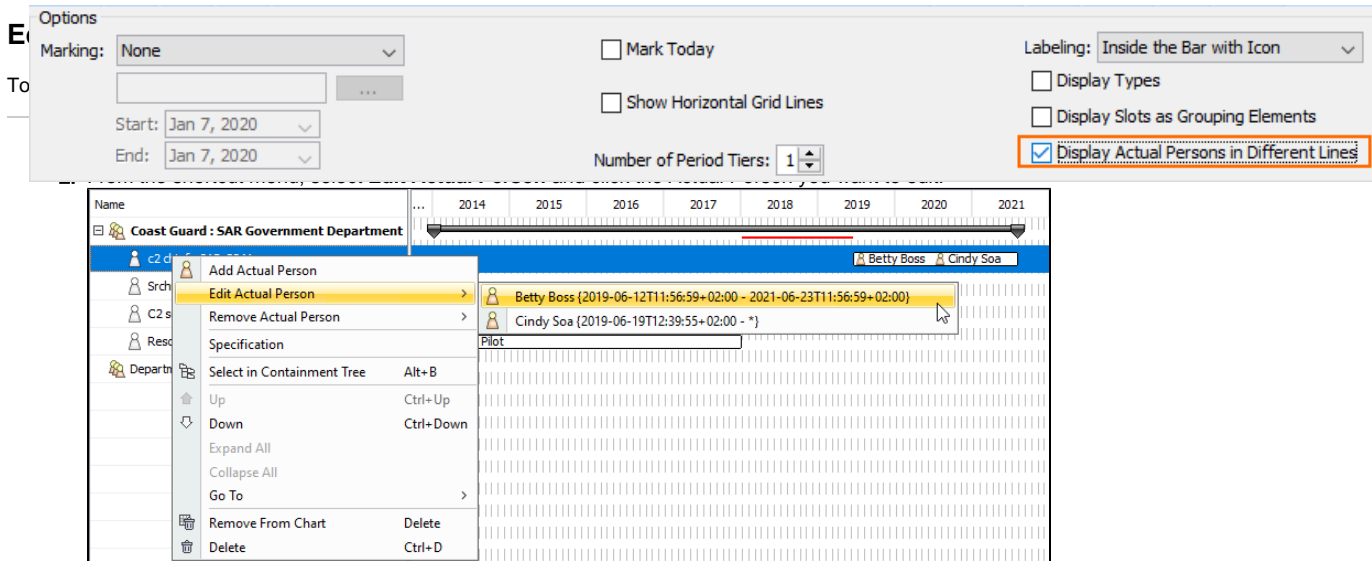 Options
Marking: None
Mark Today
Labeling: Inside the Bar with Icon
...
Display Types
Show Horizontal Grid Lines
Start: Jan 7, 2020
Display Slots as Grouping Elements
End: Jan 7, 2020
Number of Period Tiers: 1
Display Actual Persons in Different Lines
To
Name ... 2014 2015 2016 2017 2018 2019 2020 2021
Coast Guard : SAR Government Department
c2
Betty Boss Cindy Soa
Add Actual Person
Srch
Edit Actual Person
Betty Boss {2019-06-12T11:56:59+02:00 - 2021-06-23T11:56:59+02:00}
C2 s
Remove Actual Person
Cindy Soa {2019-06-19T12:39:55+02:00 - *}
Resc
Specification
Pilot
Departm
Select in Containment Tree Alt+B
Up Ctrl+Up
Down Ctrl+Down
Expand All
Collapse All
Go To
Remove From Chart Delete
Delete Ctrl+D